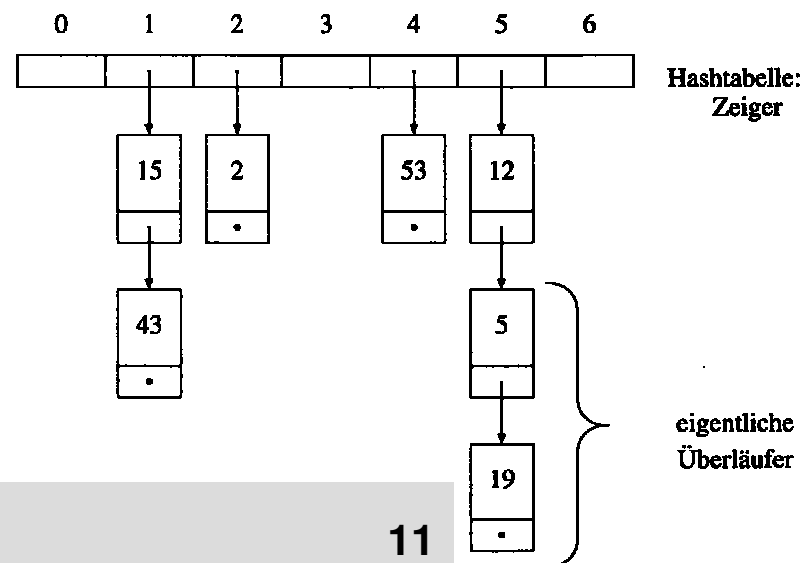 0 1 2 3 4 5 6
Hashtabelle:
Zeiger
15 2 53 12
43 5
eigentliche
Überläufer
19
11